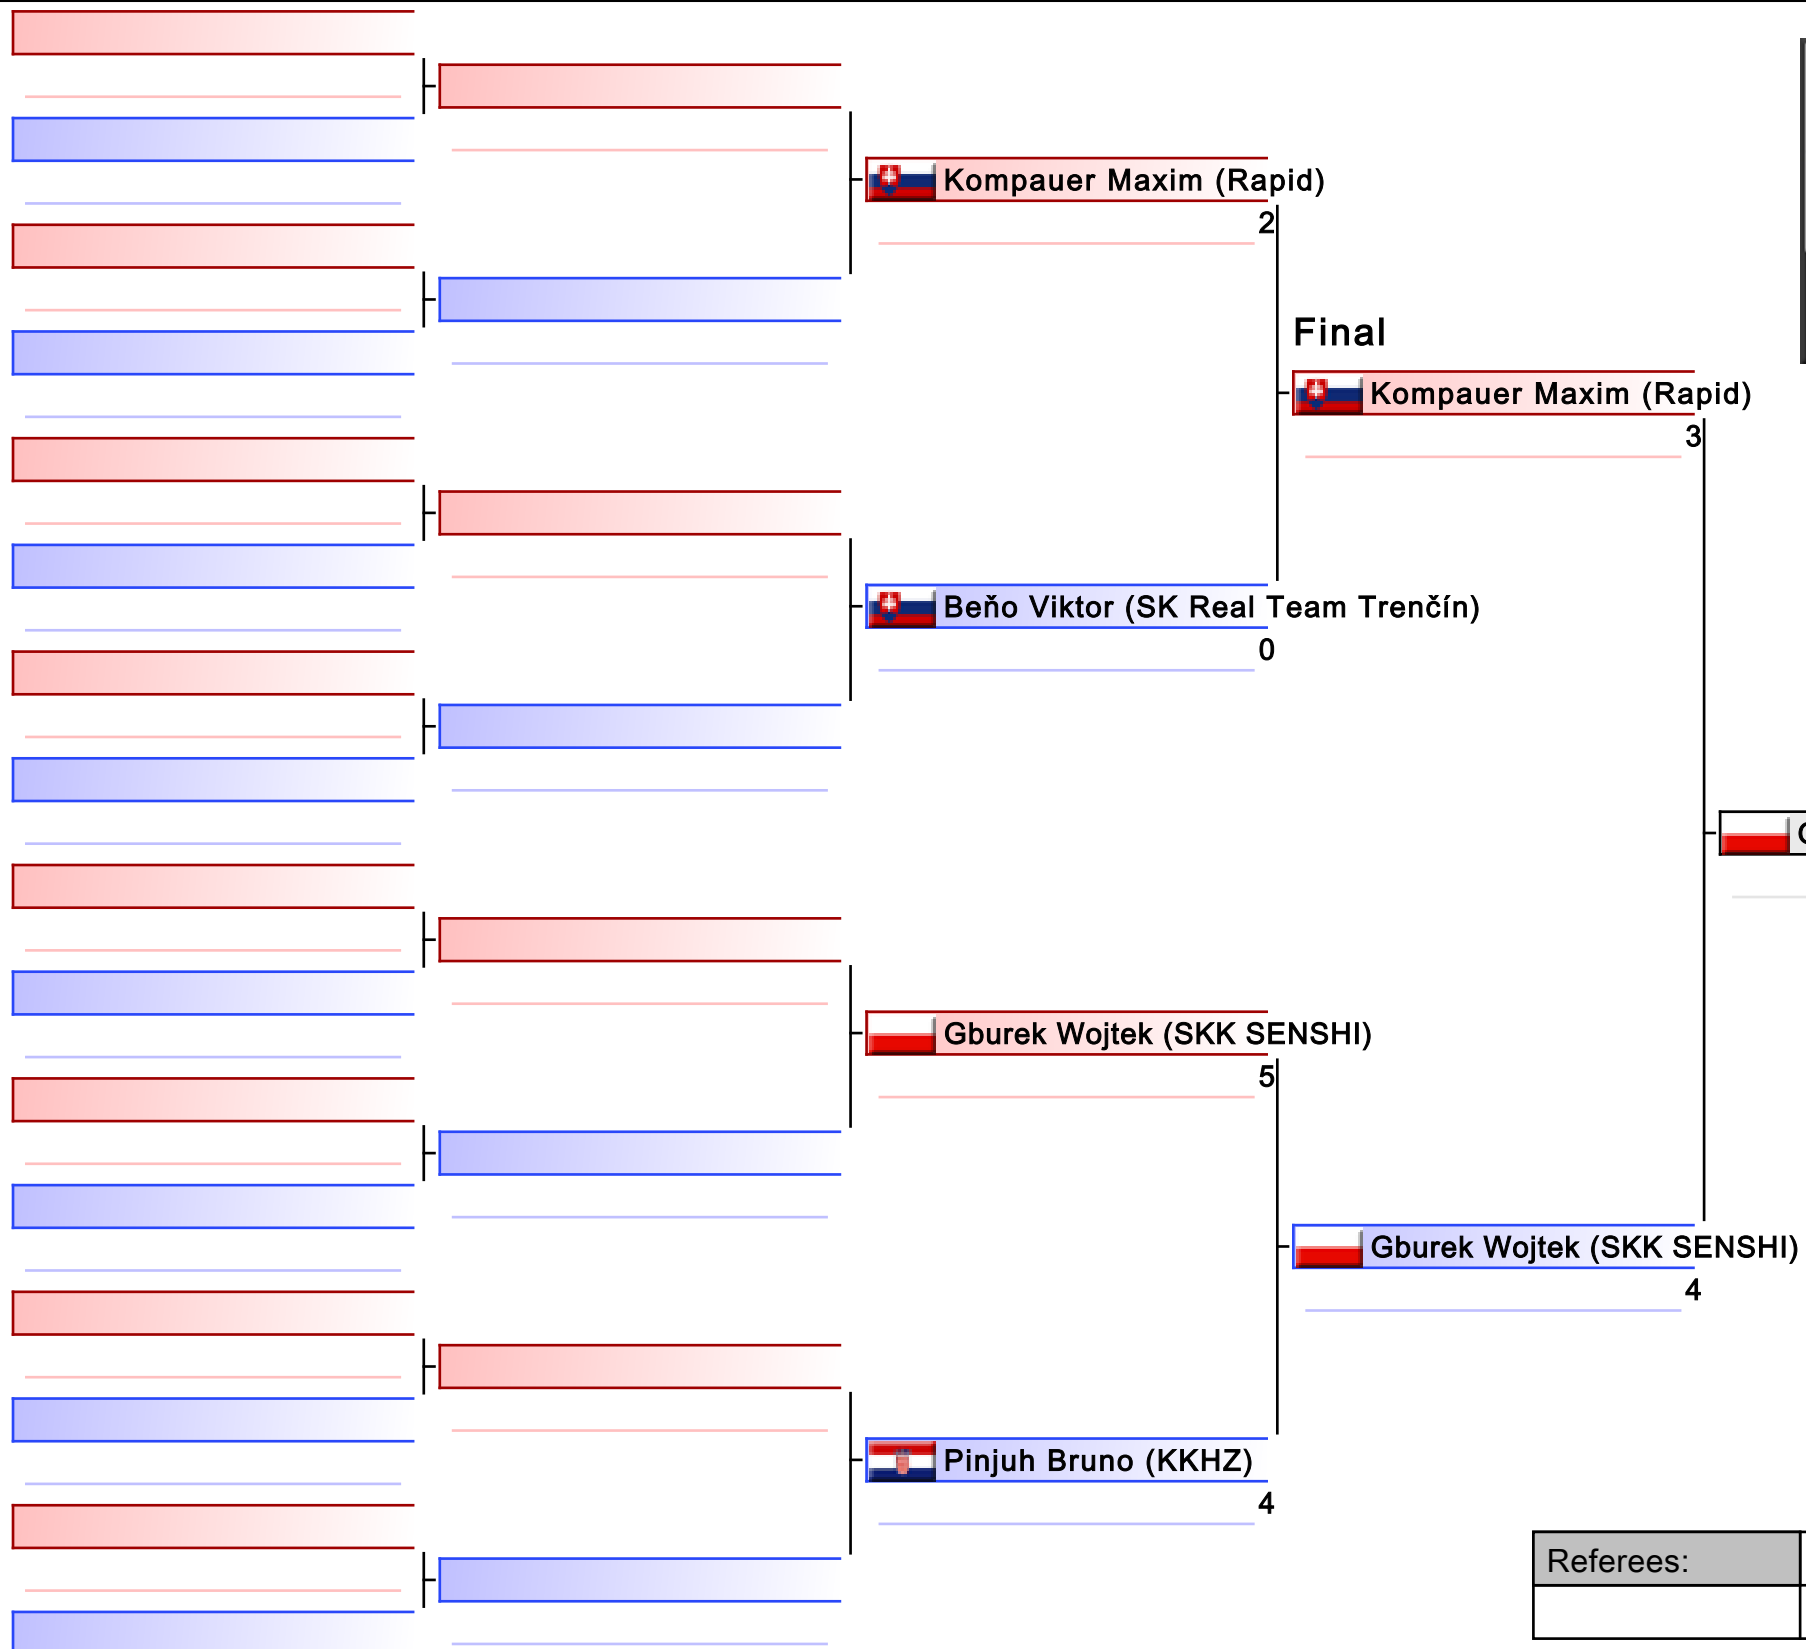 Kompauer Maxim (Rapid)
2
Final
Kompauer Maxim (Rapid)
3
Beňo Viktor (SK Real Team Trenčín)
0
Gburek Wojtek (SKK SENSHI)
5
Gburek Wojtek (SKK SENSHI)
4
Pinjuh Bruno (KKHZ)
4
Referees: